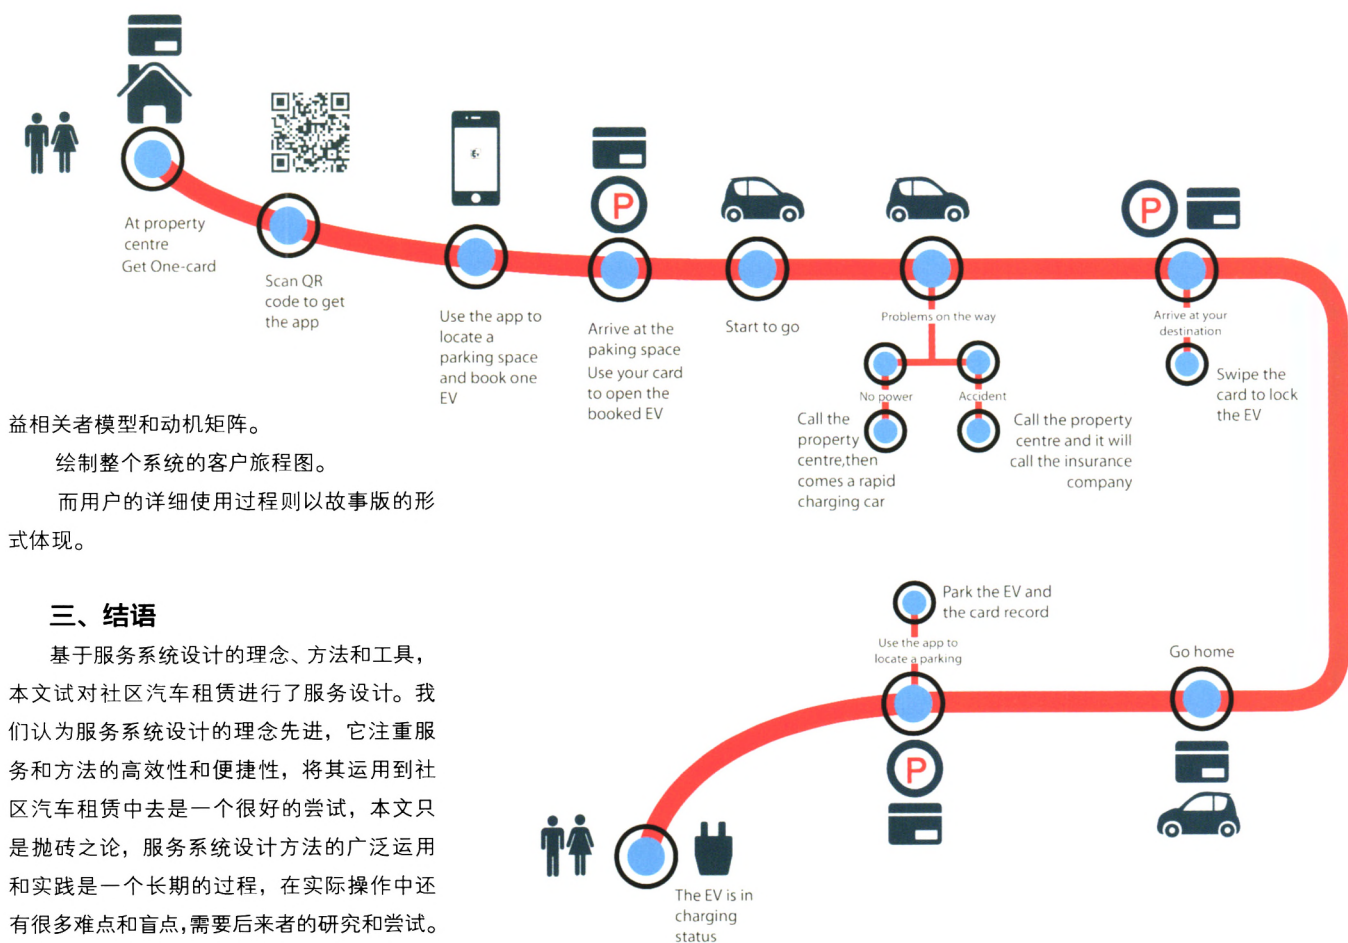 At property
centre
Get One-card
Scan QR
code to get
the app
Use the app to
locate a
parking space
and book one
EV
P
Arrive at the
paking space
Use your card
to open the
booked EV
Start to go
Problems on the way
No power
Call the
property
centre,then
comes a rapid
charging car
Accident
Call the property
centre and it will
call the insurance
company
P
Arrive at your
destination
Swipe the
card to lock
the EV
Go home
Park the EV and
the card record
Use the app to
locate a parking
P
The EV is in
charging
status
益相关者模型和动机矩阵。
绘制整个系统的客户旅程图。
而用户的详细使用过程则以故事版的形
式体现。
三、结语
基于服务系统设计的理念、方法和工具，
本文试对社区汽车租赁进行了服务设计。我
们认为服务系统设计的理念先进，它注重服
务和方法的高效性和便捷性，将其运用到社
区汽车租赁中去是一个很好的尝试，本文只
是抛砖之论，服务系统设计方法的广泛运用
和实践是一个长期的过程，在实际操作中还
有很多难点和盲点,需要后来者的研究和尝试。